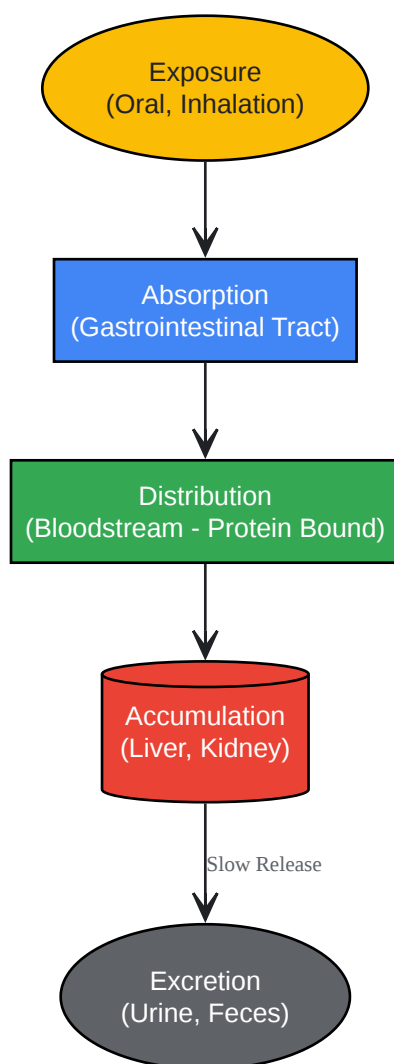 Exposure
(Oral, Inhalation)
Absorption
(Gastrointestinal Tract)
Distribution
(Bloodstream - Protein Bound)
Accumulation
(Liver, Kidney)
Slow Release
Excretion
(Urine, Feces)